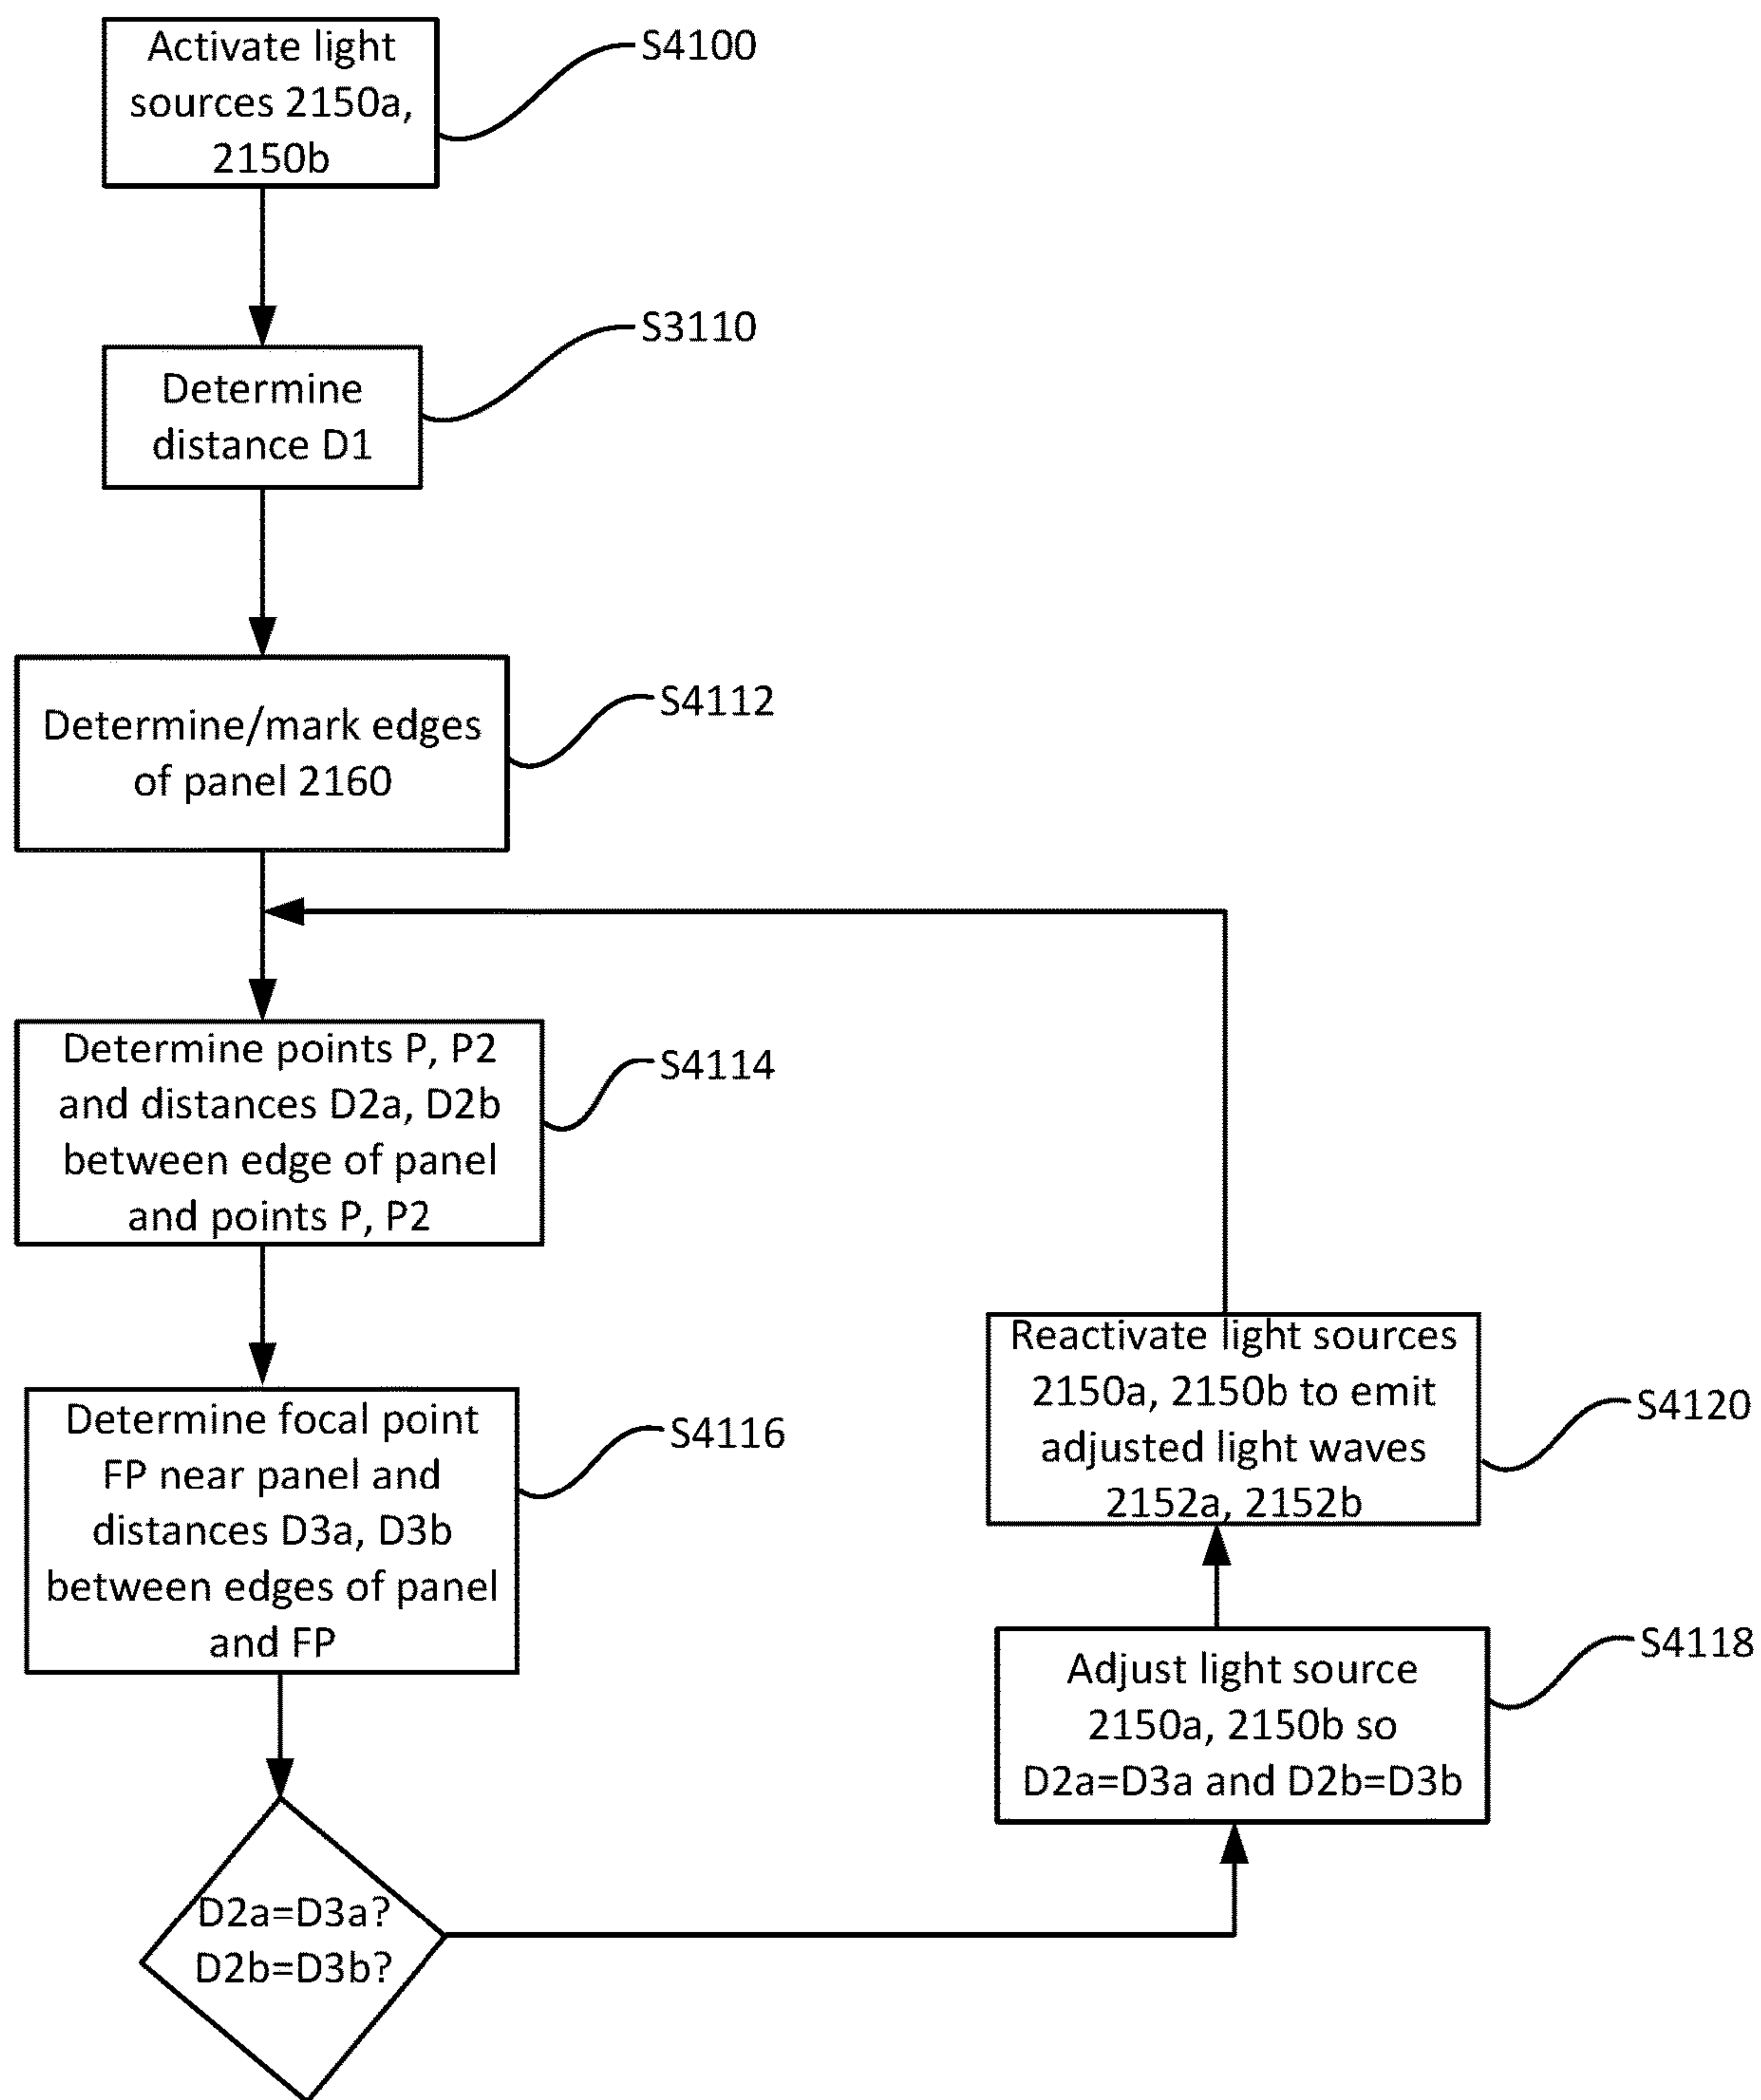 Activate light
sources 2150a,
2150b
S4100
Determine
distance D1
S3110
Determine/mark edges
of panel 2160
S4112
Determine points P, P2
and distances D2a, D2b
between edge of panel
and points P, P2
S4114
Determine focal point
FP near panel and
distances D3a, D3b
between edges of panel
and FP
S4116
D2a=D3a?
D2b=D3b?
Adjust light source
2150a, 2150b so
D2a=D3a and D2b=D3b
S4118
Reactivate light sources
2150a, 2150b to emit
adjusted light waves
2152a, 2152b
S4120